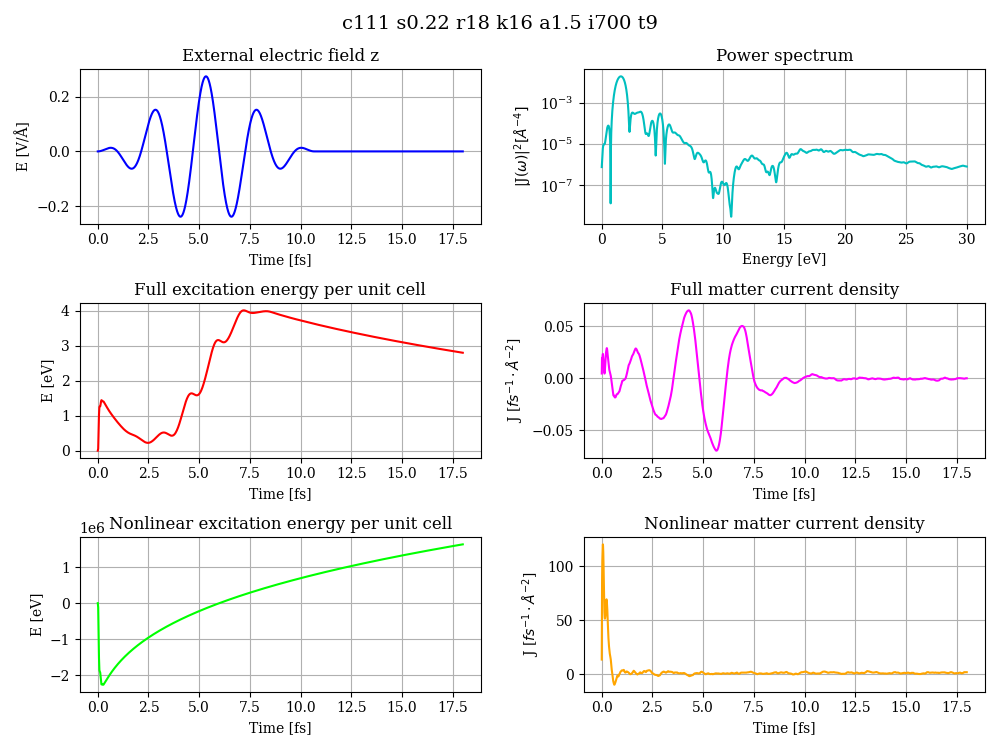 c111 s0.22 r18 k16 a1.5 i700 t9
External electric field z
E [V/Å]
0.2
0.0
−0.2
0.0 2.5 5.0 7.5 10.0 12.5 15.0 17.5
Time [fs]
Power spectrum
|J(ω)|²[Å⁻⁴]
10⁻³
10⁻⁵
10⁻⁷
0 5 10 15 20 25 30
Energy [eV]
Full excitation energy per unit cell
E [eV]
4
3
2
1
0
0.0 2.5 5.0 7.5 10.0 12.5 15.0 17.5
Time [fs]
Full matter current density
J [fs⁻¹ · Å⁻²]
0.05
0.00
−0.05
0.0 2.5 5.0 7.5 10.0 12.5 15.0 17.5
Time [fs]
1e6
Nonlinear excitation energy per unit cell
E [eV]
1
0
−1
−2
0.0 2.5 5.0 7.5 10.0 12.5 15.0 17.5
Time [fs]
Nonlinear matter current density
J [fs⁻¹ · Å⁻²]
100
50
0
0.0 2.5 5.0 7.5 10.0 12.5 15.0 17.5
Time [fs]